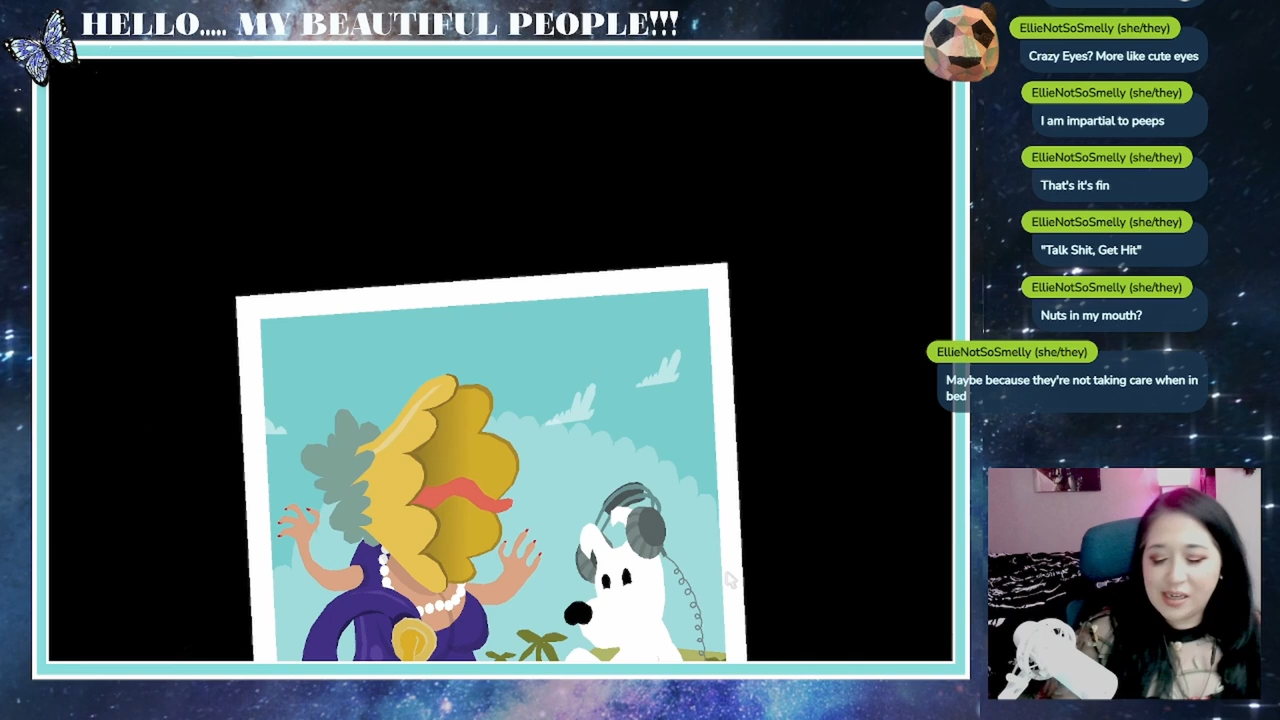 HELLO..... MY BEAUTIFUL PEOPLE!!!
EllieNotSoSmelly (she/they)
Crazy Eyes? More like cute eyes
EllieNotSoSmelly (she/they)
I am impartial to peeps
EllieNotSoSmelly (she/they)
That's it's fin
EllieNotSoSmelly (she/they)
"Talk Shit, Get Hit"
EllieNotSoSmelly (she/they)
Nuts in my mouth?
EllieNotSoSmelly (she/they)
Maybe because they're not taking care when in
bed